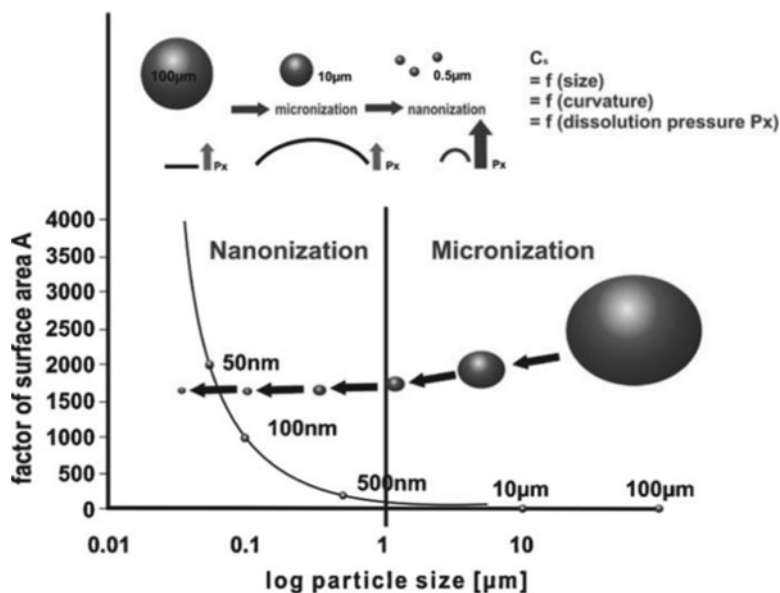 100µm
10µm
0.5µm
micronization
nanonization
Cₛ
= f (size)
= f (curvature)
= f (dissolution pressure Px)
Px
Px
Px
factor of surface area A
4000
3500
3000
2500
2000
1500
1000
500
0
Nanonization
Micronization
50nm
100nm
500nm
10µm
100µm
0.01
0.1
1
10
100
log particle size [µm]